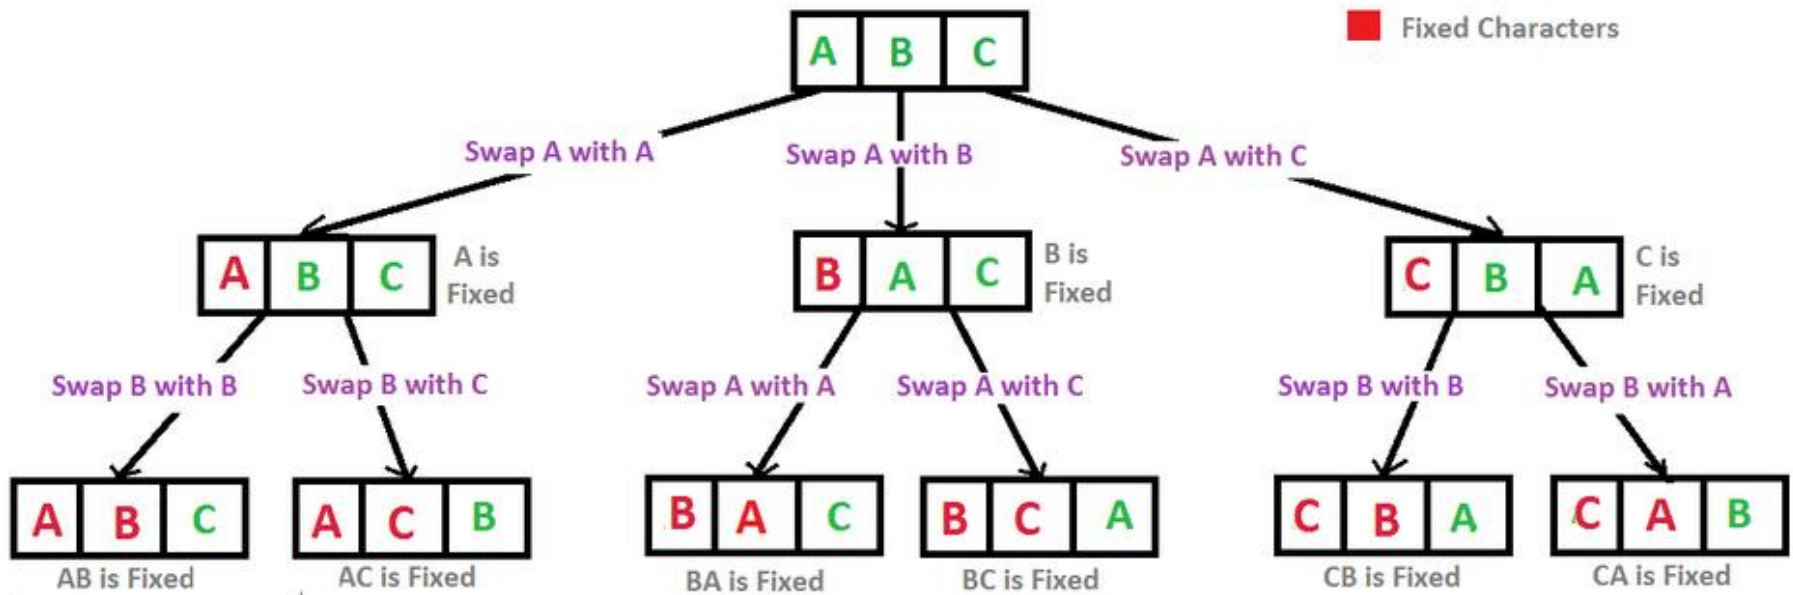 A B C
Fixed Characters
Swap A with A
Swap A with B
Swap A with C
A B C
A is
Fixed
B A C
B is
Fixed
C B A
C is
Fixed
Swap B with B
Swap B with C
Swap A with A
Swap A with C
Swap B with B
Swap B with A
A B C
A C B
B A C
B C A
C B A
C A B
AB is Fixed
AC is Fixed
BA is Fixed
BC is Fixed
CB is Fixed
CA is Fixed